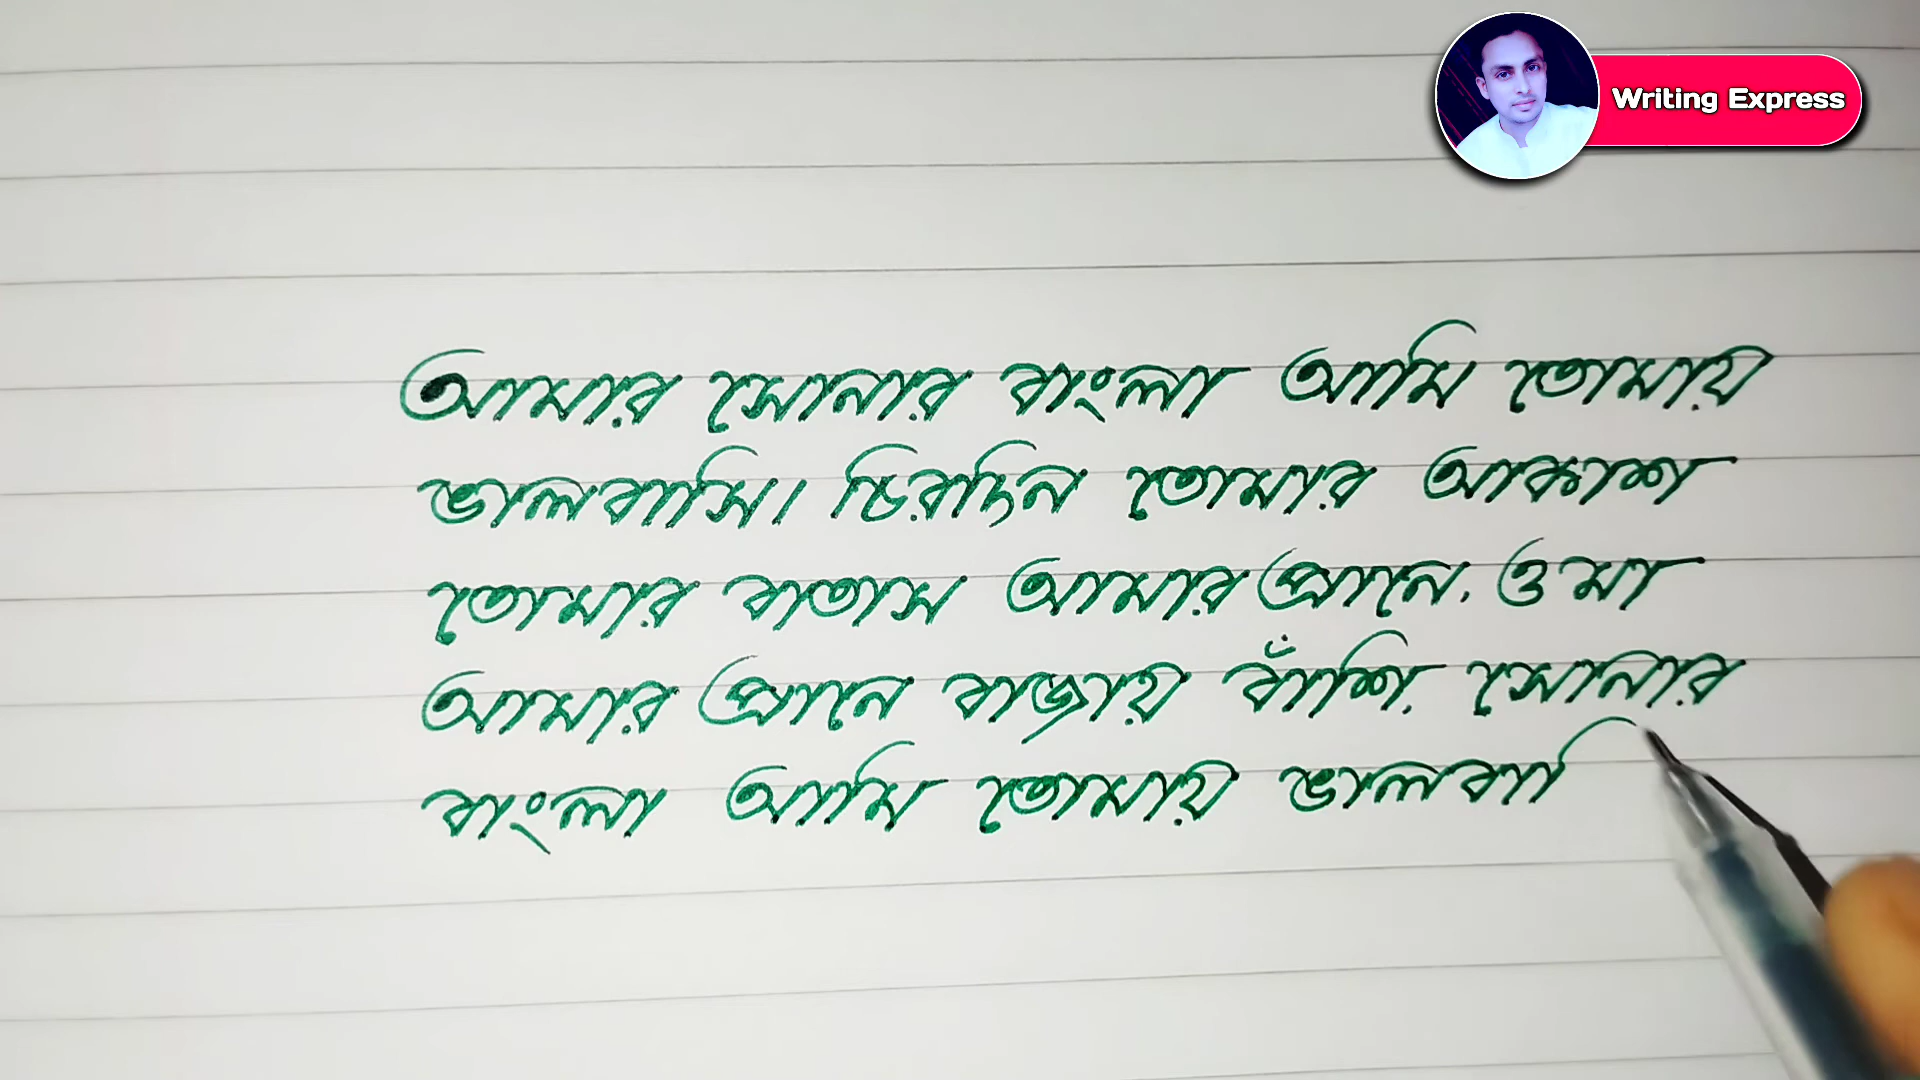 Writing Express
আমার সোনার বাংলা আমি তোমায়
ভালবাসি। চিরদিন তোমার আকাশ
তোমার বাতাস আমার প্রানে, ও মা
আমার প্রানে বাজায় বাঁশি, সোনার
বাংলা আমি তোমায় ভালবাি